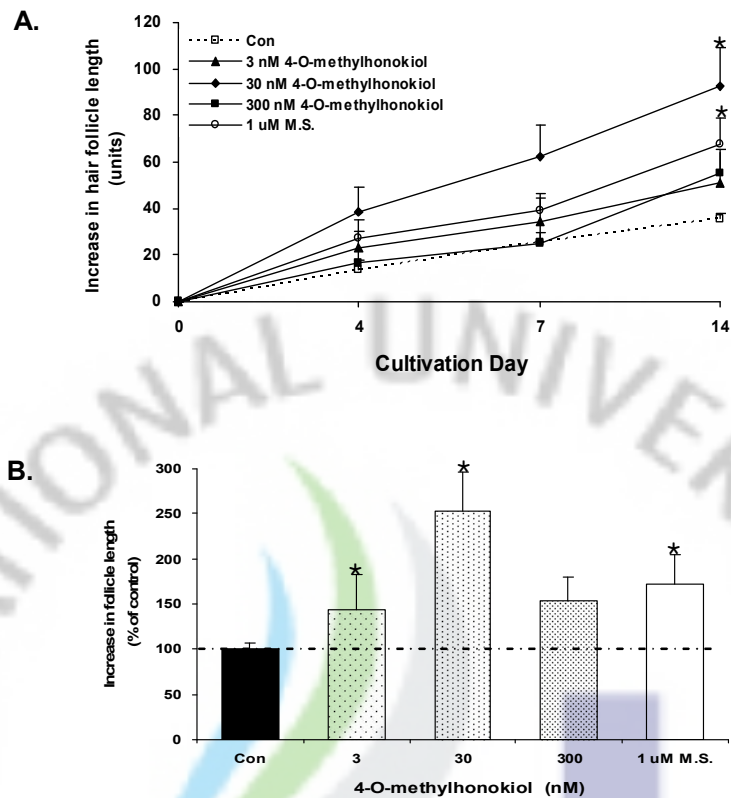 A.
Increase in hair follicle length
(units)
120
100
80
60
40
20
0
Con
3 nM 4-O-methylhonokiol
30 nM 4-O-methylhonokiol
300 nM 4-O-methylhonokiol
1 uM M.S.
0 4 7 14
Cultivation Day
B.
Increase in follicle length
(% of control)
300
250
200
150
100
50
0
Con 3 30 300 1 uM M.S.
4-O-methylhonokiol (nM)